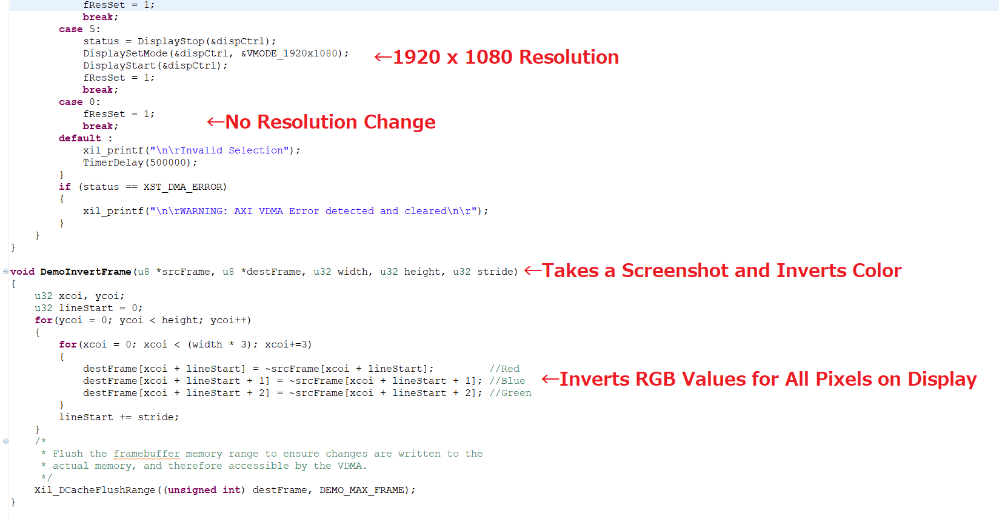 fResSet = 1;
break;
case 5:
status = DisplayStop(&dispCtrl);
DisplaySetMode(&dispCtrl, &VMODE_1920x1080);
←1920 x 1080 Resolution
DisplayStart(&dispCtrl);
fResSet = 1;
break;
case 0:
fResSet = 1;
←No Resolution Change
break;
default :
xil_printf("\n\rInvalid Selection");
TimerDelay(500000);
}
if (status == XST_DMA_ERROR)
{
xil_printf("\n\rWARNING: AXI VDMA Error detected and cleared\n\r");
}
}
}
void DemoInvertFrame(u8 *srcFrame, u8 *destFrame, u32 width, u32 height, u32 stride) ←Takes a Screenshot and Inverts Color
{
u32 xcoi, ycoi;
u32 lineStart = 0;
for(ycoi = 0; ycoi < height; ycoi++)
{
for(xcoi = 0; xcoi < (width * 3); xcoi+=3)
{
destFrame[xcoi + lineStart] = ~srcFrame[xcoi + lineStart]; //Red
destFrame[xcoi + lineStart + 1] = ~srcFrame[xcoi + lineStart + 1]; //Blue
←Inverts RGB Values for All Pixels on Display
destFrame[xcoi + lineStart + 2] = ~srcFrame[xcoi + lineStart + 2]; //Green
}
lineStart += stride;
}
/*
* Flush the framebuffer memory range to ensure changes are written to the
* actual memory, and therefore accessible by the VDMA.
*/
Xil_DCacheFlushRange((unsigned int) destFrame, DEMO_MAX_FRAME);
}